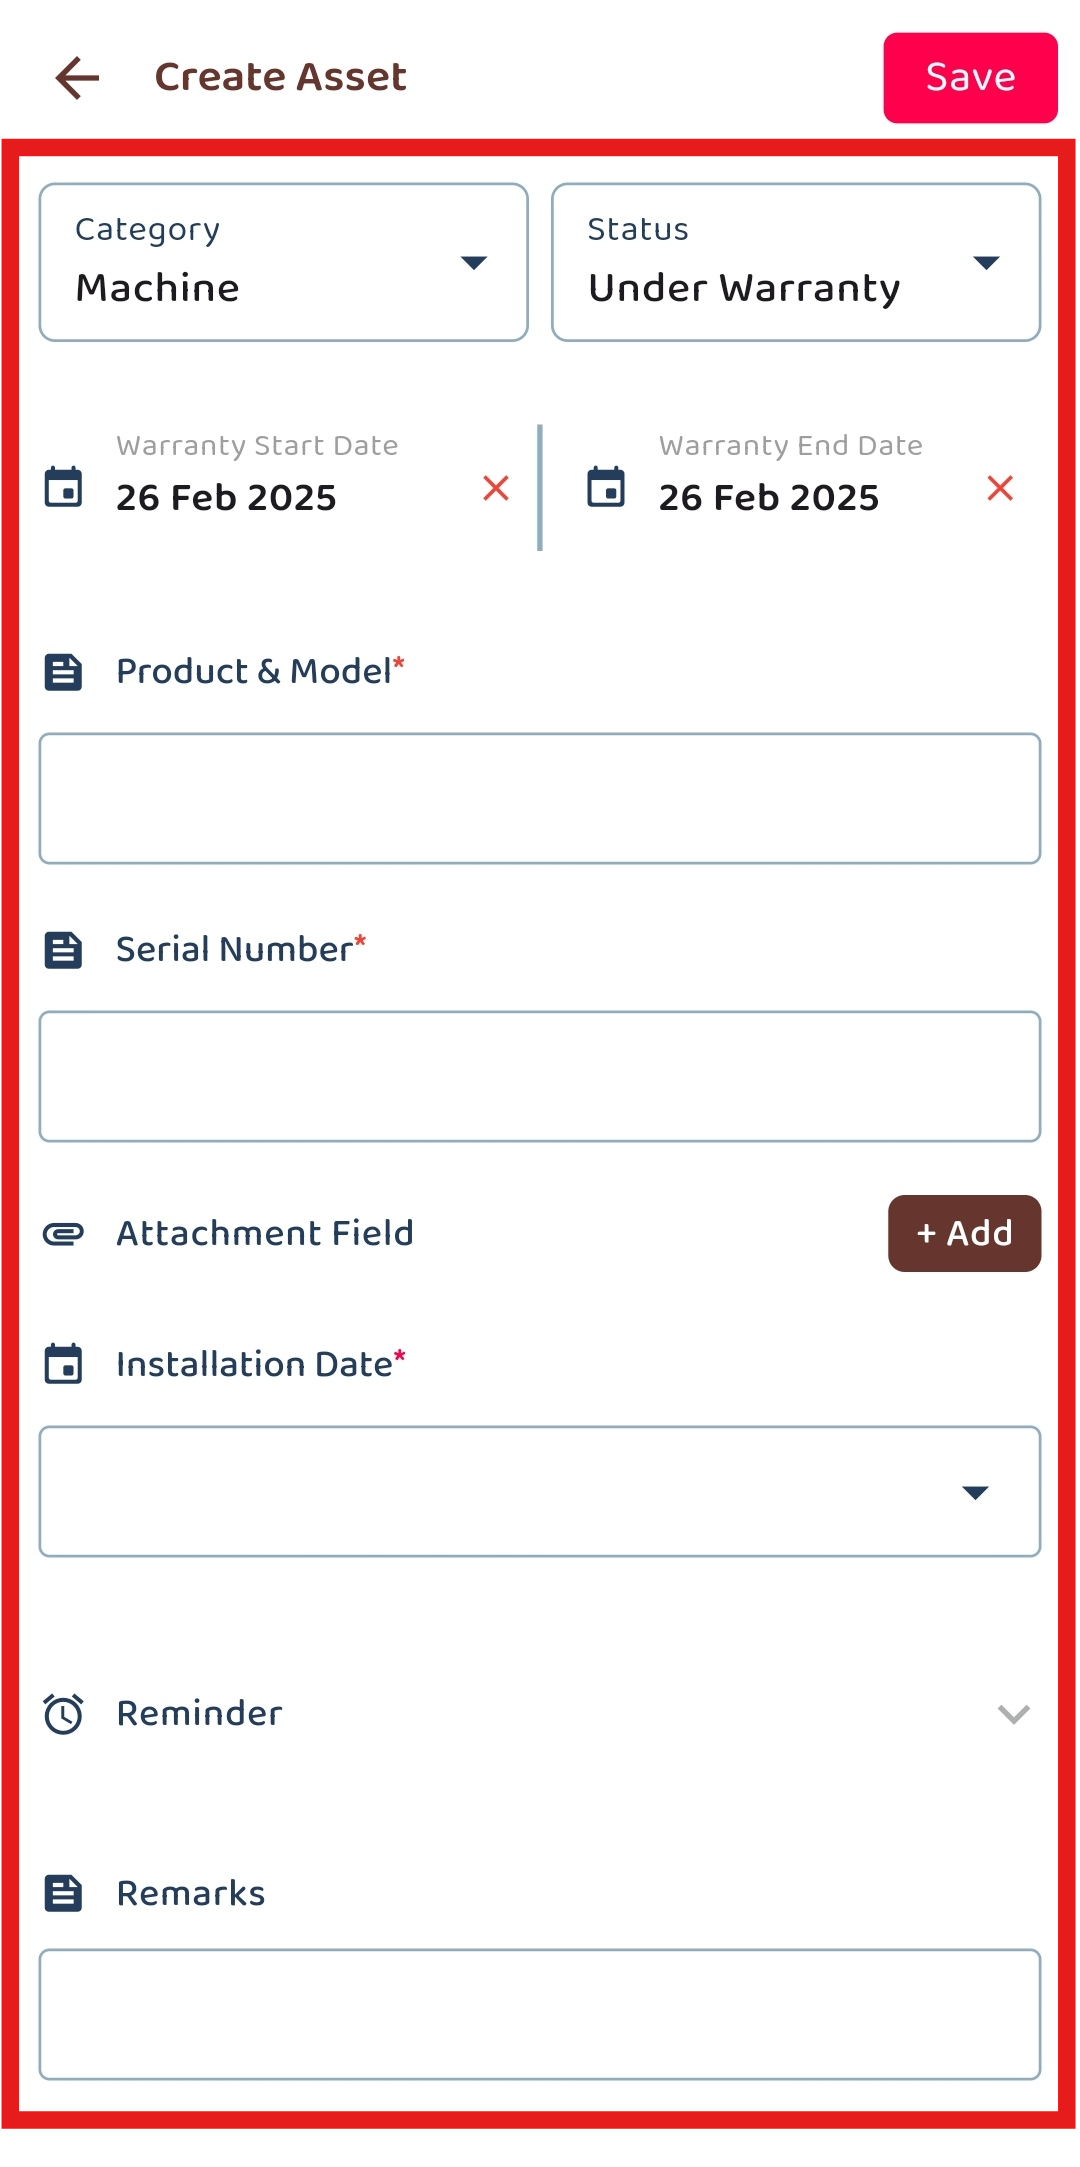 Create Asset
Save
Category
Machine
Status
Under Warranty
Warranty Start Date
26 Feb 2025
Warranty End Date
26 Feb 2025
Product & Model*
Serial Number*
Attachment Field
+ Add
Installation Date*
Reminder
Remarks